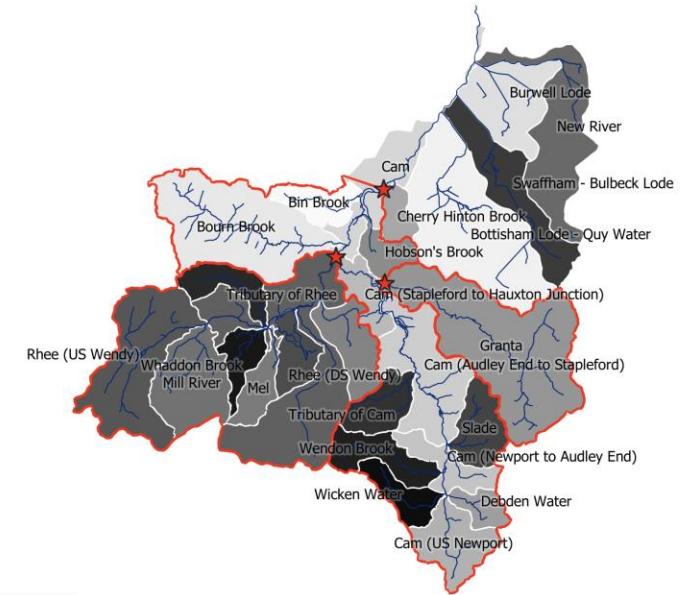 Burwell Lode
New River
Cam
Swaffham - Bulbeck Lode
Bin Brook
Cherry Hinton Brook
Bourn Brook
Bottisham Lode - Quy Water
Hobson's Brook
Tributary of Rhee
Cam (Stapleford to Hauxton Junction)
Granta
Rhee (US Wendy)
Whaddon Brook
Cam (Audley End to Stapleford)
Rhee (DS Wendy)
Mill River
Mel
Tributary of Cam
Slade
Wendon Brook
Cam (Newport to Audley End)
Wicken Water
Debden Water
Cam (US Newport)